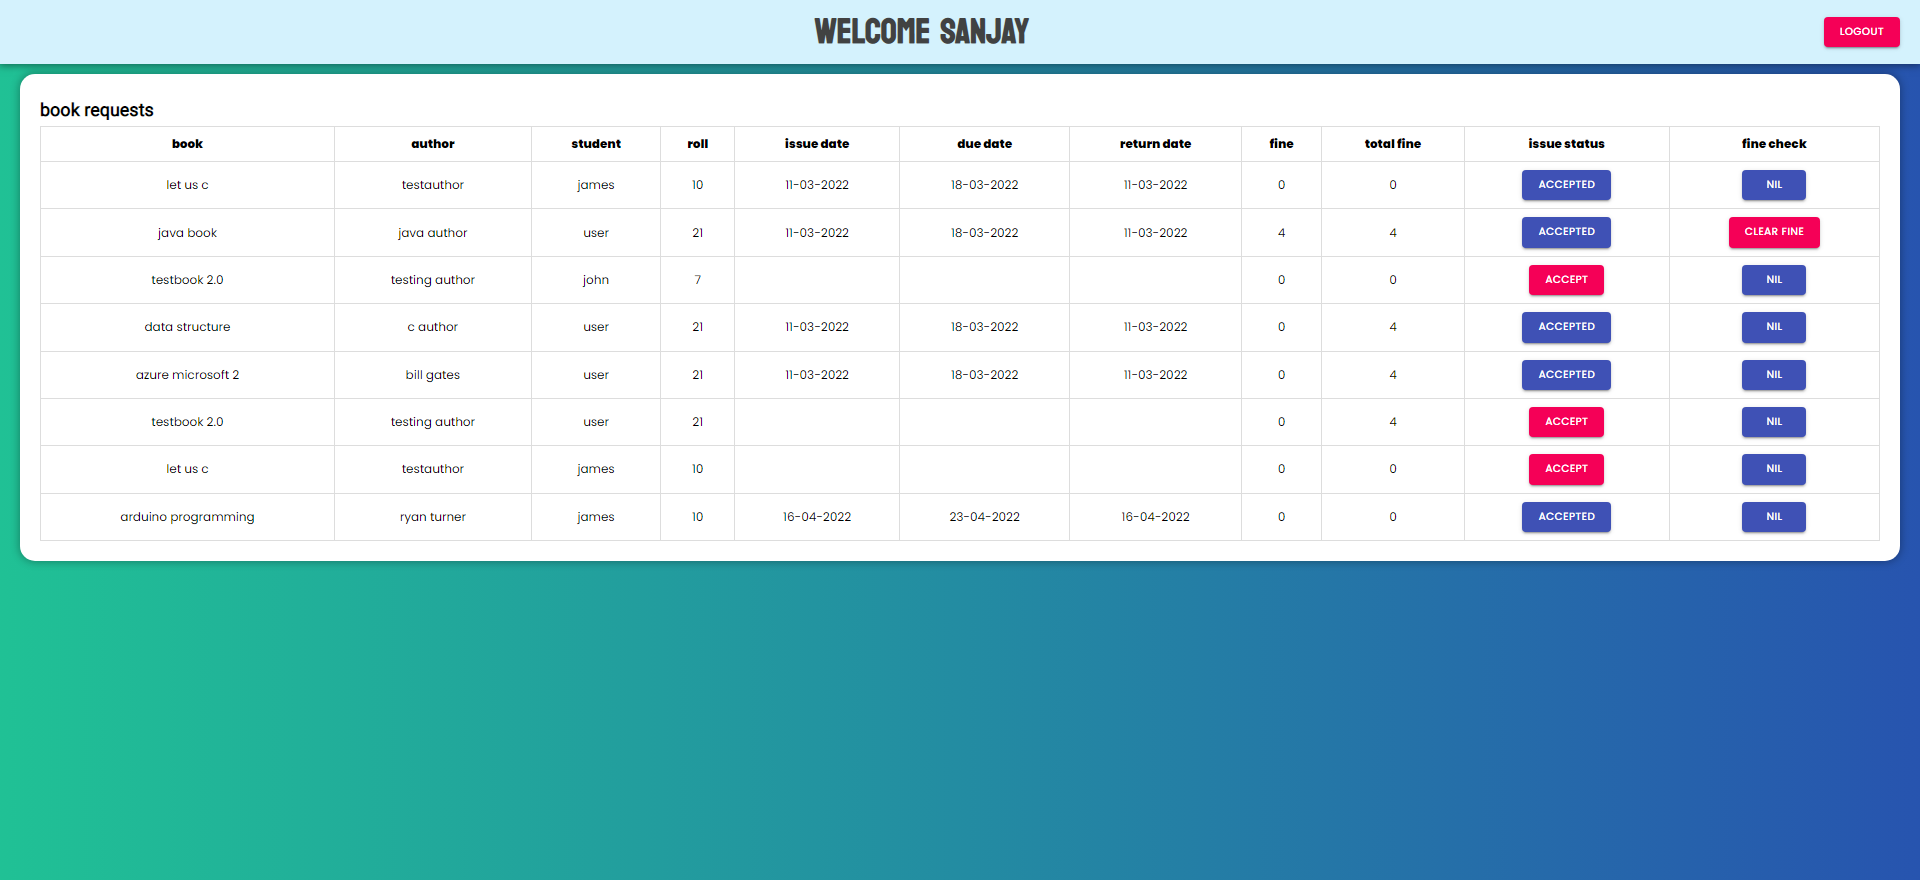 WELCOME SANJAY
LOGOUT
book requests
book author student roll issue date due date return date fine total fine issue status fine check
let us c testauthor james 10 11-03-2022 18-03-2022 11-03-2022 0 0 ACCEPTED NIL
java book java author user 21 11-03-2022 18-03-2022 11-03-2022 4 4 ACCEPTED CLEAR FINE
testbook 2.0 testing author john 7 0 0 ACCEPT NIL
data structure c author user 21 11-03-2022 18-03-2022 11-03-2022 0 4 ACCEPTED NIL
azure microsoft 2 bill gates user 21 11-03-2022 18-03-2022 11-03-2022 0 4 ACCEPTED NIL
testbook 2.0 testing author user 21 0 4 ACCEPT NIL
let us c testauthor james 10 0 0 ACCEPT NIL
arduino programming ryan turner james 10 16-04-2022 23-04-2022 16-04-2022 0 0 ACCEPTED NIL